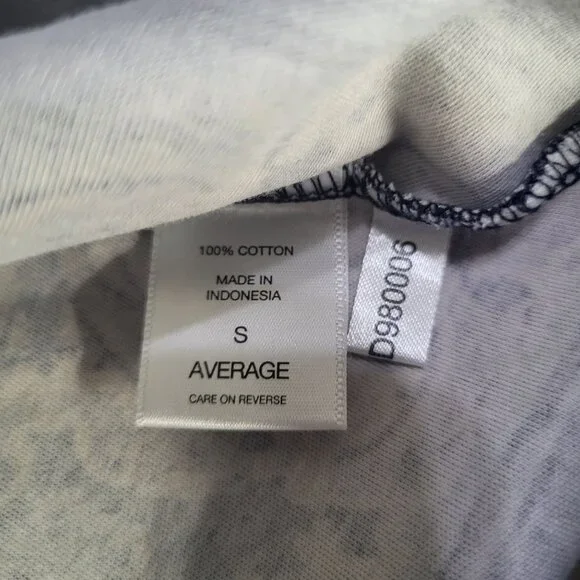 100% COTTON
MADE IN
INDONESIA
S
AVERAGE
CARE ON REVERSE
D980006